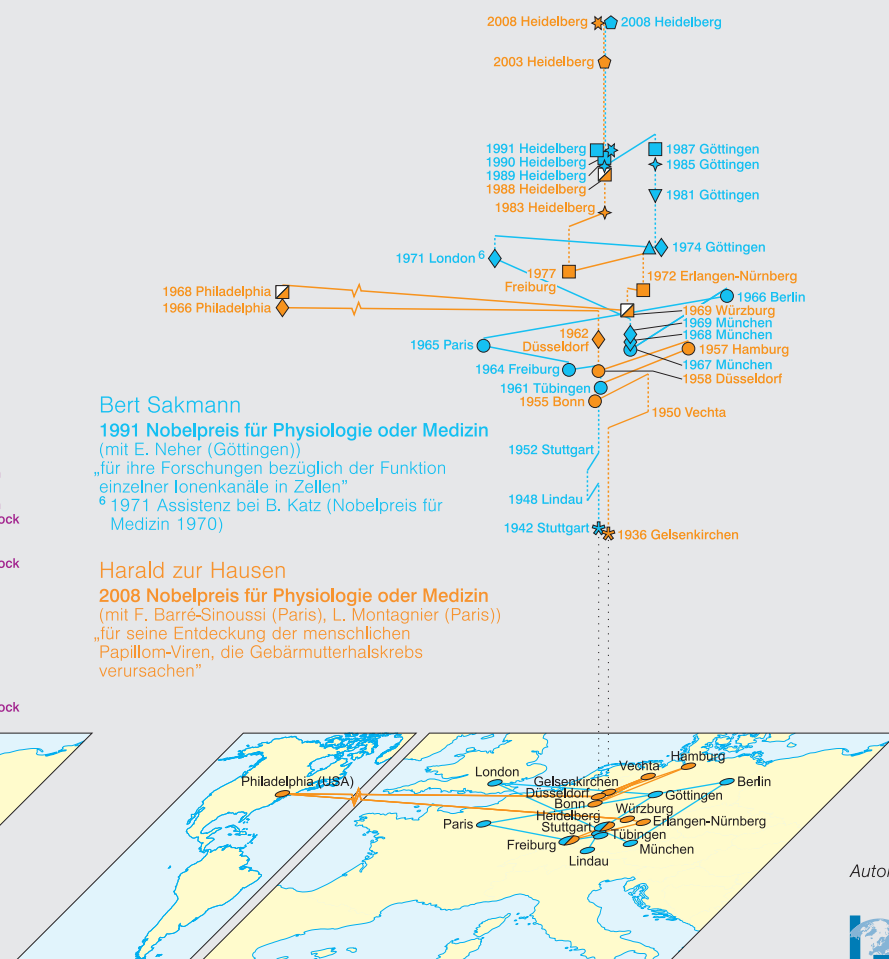 2008 Heidelberg
2008 Heidelberg
2003 Heidelberg
1991 Heidelberg
1987 Göttingen
1990 Heidelberg
1985 Göttingen
1989 Heidelberg
1988 Heidelberg
1981 Göttingen
1983 Heidelberg
1974 Göttingen
1971 London 6
1977
Freiburg
1972 Erlangen-Nürnberg
1968 Philadelphia
1966 Philadelphia
1966 Berlin
1969 Würzburg
1969 München
1968 München
1962
Düsseldorf
1965 Paris
1957 Hamburg
1967 München
1964 Freiburg
1958 Düsseldorf
1961 Tübingen
1955 Bonn
1950 Vechta
1952 Stuttgart
1948 Lindau
1942 Stuttgart
1936 Gelsenkirchen
Bert Sakmann
1991 Nobelpreis für Physiologie oder Medizin
(mit E. Neher (Göttingen))
„für ihre Forschungen bezüglich der Funktion
einzelner Ionenkanäle in Zellen”
6 1971 Assistenz bei B. Katz (Nobelpreis für
Medizin 1970)
Harald zur Hausen
2008 Nobelpreis für Physiologie oder Medizin
(mit F. Barré-Sinoussi (Paris), L. Montagnier (Paris))
„für seine Entdeckung der menschlichen
Papillom-Viren, die Gebärmutterhalskrebs
verursachen”
ock
ock
ock
Philadelphia (USA)
London
Gelsenkirchen
Vechta
Hamburg
Düsseldorf
Bonn
Göttingen
Berlin
Paris
Heidelberg
Würzburg
Stuttgart
Erlangen-Nürnberg
Tübingen
Freiburg
München
Lindau
Autor